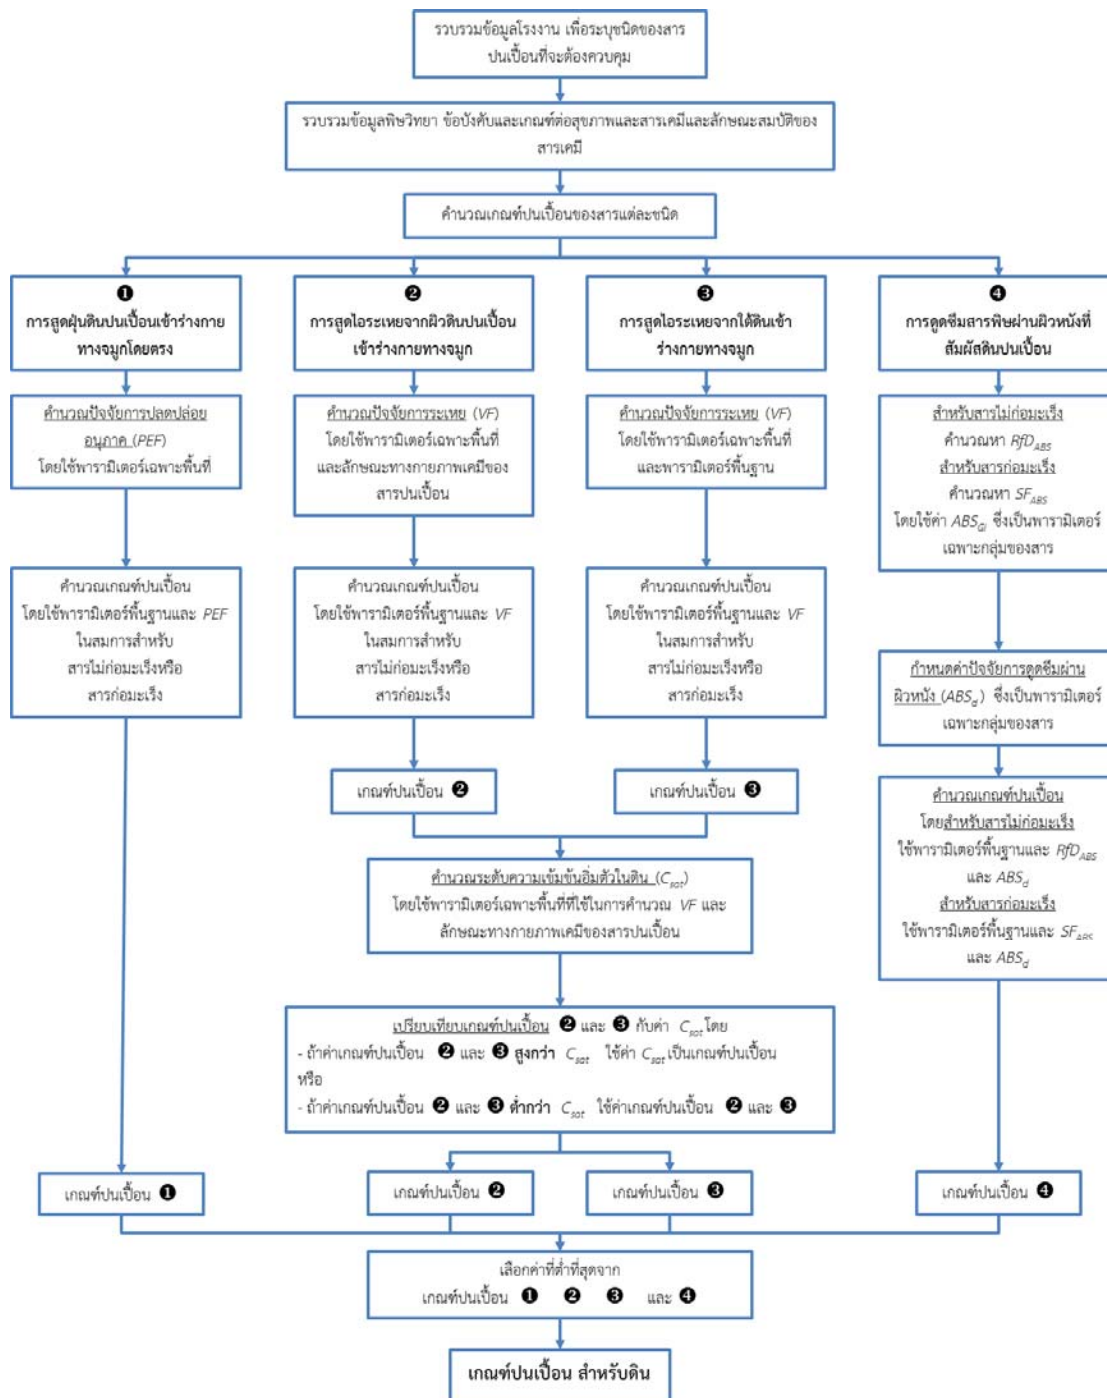 รวบรวมข้อมูลโรงงาน เพื่อระบุชนิดของสาร
ปนเปื้อนที่จะต้องควบคุม
รวบรวมข้อมูลพิษวิทยา ข้อบังคับและเกณฑ์ต่อสุขภาพและสารเคมีและลักษณะสมบัติของ
สารเคมี
คำนวณเกณฑ์ปนเปื้อนของสารแต่ละชนิด
❶
การสูดฝุ่นดินปนเปื้อนเข้าร่างกาย
ทางจมูกโดยตรง
คำนวณปัจจัยการปลดปล่อย
อนุภาค (PEF)
โดยใช้พารามิเตอร์เฉพาะพื้นที่
คำนวณเกณฑ์ปนเปื้อน
โดยใช้พารามิเตอร์พื้นฐานและ PEF
ในสมการสำหรับ
สารไม่ก่อมะเร็งหรือ
สารก่อมะเร็ง
❷
การสูดไอระเหยจากผิวดินปนเปื้อน
เข้าร่างกายทางจมูก
คำนวณปัจจัยการระเหย (VF)
โดยใช้พารามิเตอร์เฉพาะพื้นที่
และลักษณะทางกายภาพเคมีของ
สารปนเปื้อน
คำนวณเกณฑ์ปนเปื้อน
โดยใช้พารามิเตอร์พื้นฐานและ VF
ในสมการสำหรับ
สารไม่ก่อมะเร็งหรือ
สารก่อมะเร็ง
เกณฑ์ปนเปื้อน ❷
❸
การสูดไอระเหยจากใต้ดินเข้า
ร่างกายทางจมูก
คำนวณปัจจัยการระเหย (VF)
โดยใช้พารามิเตอร์เฉพาะพื้นที่
และพารามิเตอร์พื้นฐาน
คำนวณเกณฑ์ปนเปื้อน
โดยใช้พารามิเตอร์พื้นฐานและ VF
ในสมการสำหรับ
สารไม่ก่อมะเร็งหรือ
สารก่อมะเร็ง
เกณฑ์ปนเปื้อน ❸
❹
การดูดซึมสารพิษผ่านผิวหนังที่
สัมผัสดินปนเปื้อน
สำหรับสารไม่ก่อมะเร็ง
คำนวณหา RfD_ABS
สำหรับสารก่อมะเร็ง
คำนวณหา SF_ABS
โดยใช้ค่า ABS_GI ซึ่งเป็นพารามิเตอร์
เฉพาะกลุ่มของสาร
กำหนดค่าปัจจัยการดูดซึมผ่าน
ผิวหนัง (ABS_d) ซึ่งเป็นพารามิเตอร์
เฉพาะกลุ่มของสาร
คำนวณเกณฑ์ปนเปื้อน
โดยสำหรับสารไม่ก่อมะเร็ง
ใช้พารามิเตอร์พื้นฐานและ RfD_ABS
และ ABS_d
สำหรับสารก่อมะเร็ง
ใช้พารามิเตอร์พื้นฐานและ SF_ABS
และ ABS_d
คำนวณระดับความเข้มข้นอิ่มตัวในดิน (C_sat)
โดยใช้พารามิเตอร์เฉพาะพื้นที่ที่ใช้ในการคำนวณ VF และ
ลักษณะทางกายภาพเคมีของสารปนเปื้อน
เปรียบเทียบเกณฑ์ปนเปื้อน ❷ และ ❸ กับค่า C_sat โดย
- ถ้าค่าเกณฑ์ปนเปื้อน ❷ และ ❸ สูงกว่า C_sat ใช้ค่า C_sat เป็นเกณฑ์ปนเปื้อน
หรือ
- ถ้าค่าเกณฑ์ปนเปื้อน ❷ และ ❸ ต่ำกว่า C_sat ใช้ค่าเกณฑ์ปนเปื้อน ❷ และ ❸
เกณฑ์ปนเปื้อน ❶
เกณฑ์ปนเปื้อน ❷
เกณฑ์ปนเปื้อน ❸
เกณฑ์ปนเปื้อน ❹
เลือกค่าที่ต่ำที่สุดจาก
เกณฑ์ปนเปื้อน ❶ ❷ ❸ และ ❹
เกณฑ์ปนเปื้อน สำหรับดิน